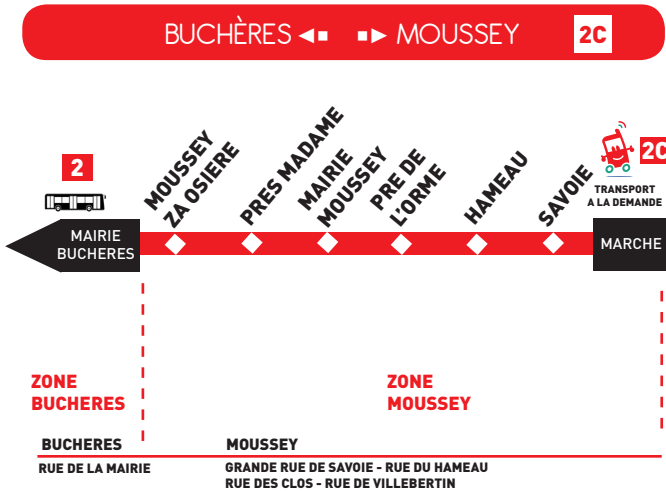 BUCHÈRES MOUSSEY 2C
2
MOUSSEY
ZA OSIERE
PRES MADAME
MAIRIE
MOUSSEY
PRE DE
L'ORME
HAMEAU
SAVOIE
2C
TRANSPORT
A LA DEMANDE
MAIRIE
BUCHERES
MARCHE
ZONE
BUCHERES
ZONE
MOUSSEY
BUCHERES
RUE DE LA MAIRIE
MOUSSEY
GRANDE RUE DE SAVOIE - RUE DU HAMEAU
RUE DES CLOS - RUE DE VILLEBERTIN